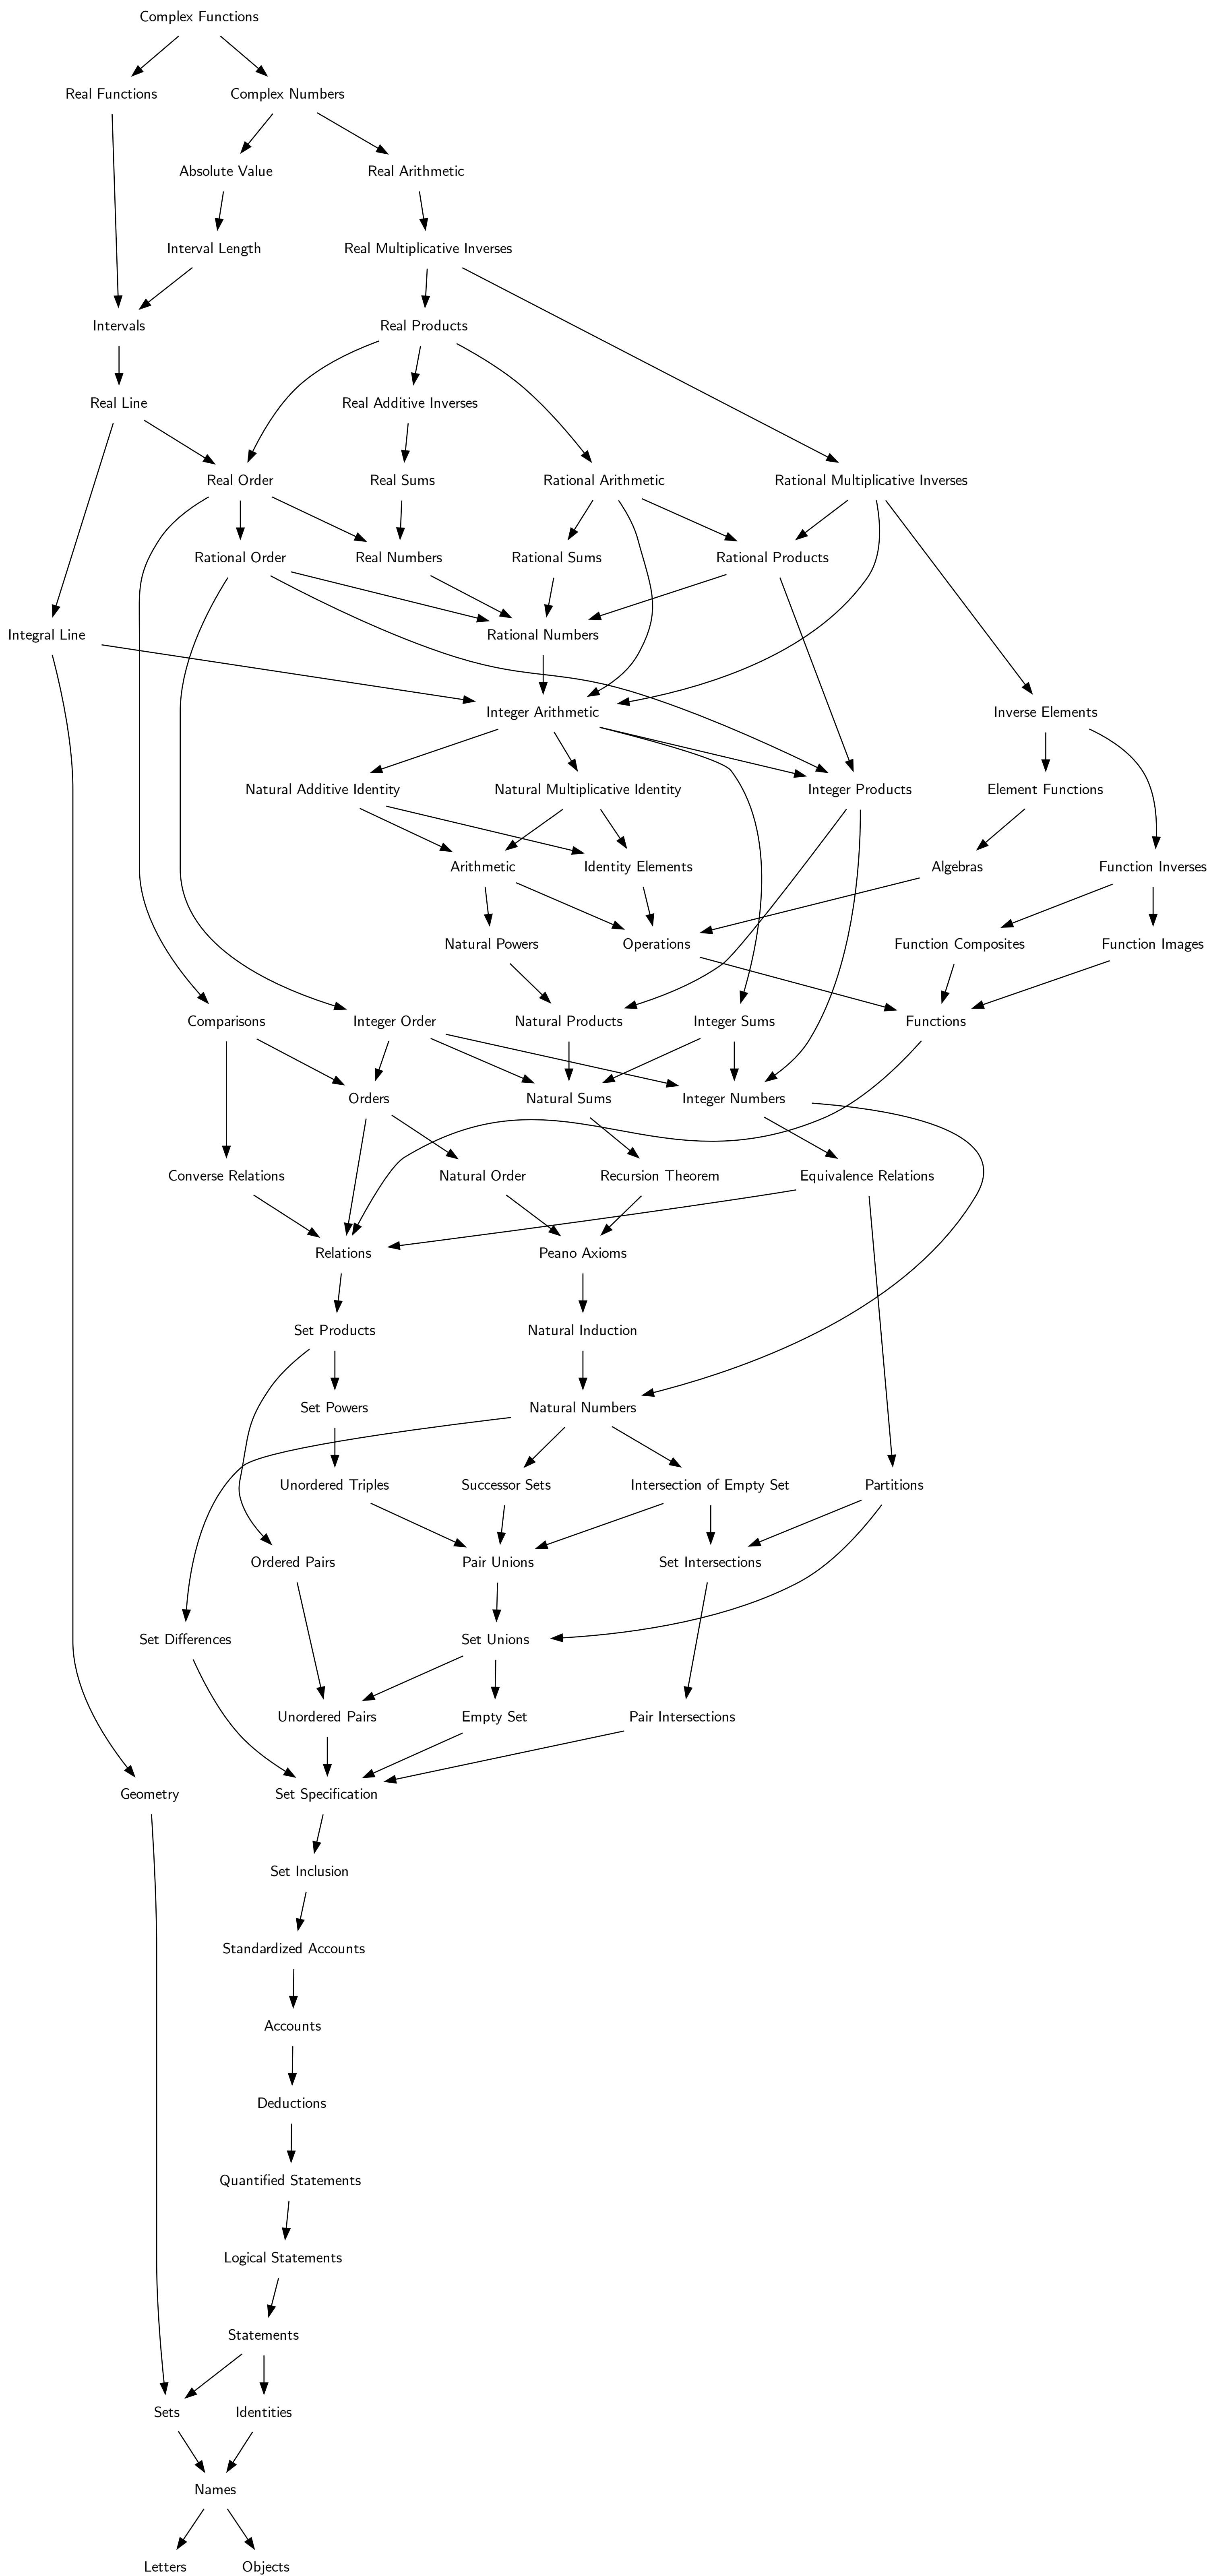 Complex Functions
Real Functions
Complex Numbers
Absolute Value
Real Arithmetic
Interval Length
Real Multiplicative Inverses
Intervals
Real Products
Real Line
Real Additive Inverses
Real Order
Real Sums
Rational Arithmetic
Rational Multiplicative Inverses
Rational Order
Real Numbers
Rational Sums
Rational Products
Integral Line
Rational Numbers
Integer Arithmetic
Inverse Elements
Natural Additive Identity
Natural Multiplicative Identity
Integer Products
Element Functions
Arithmetic
Identity Elements
Algebras
Function Inverses
Natural Powers
Operations
Function Composites
Function Images
Comparisons
Integer Order
Natural Products
Integer Sums
Functions
Orders
Natural Sums
Integer Numbers
Converse Relations
Natural Order
Recursion Theorem
Equivalence Relations
Relations
Peano Axioms
Set Products
Natural Induction
Set Powers
Natural Numbers
Unordered Triples
Successor Sets
Intersection of Empty Set
Partitions
Ordered Pairs
Pair Unions
Set Intersections
Set Differences
Set Unions
Unordered Pairs
Empty Set
Pair Intersections
Geometry
Set Specification
Set Inclusion
Standardized Accounts
Accounts
Deductions
Quantified Statements
Logical Statements
Statements
Sets
Identities
Names
Letters
Objects